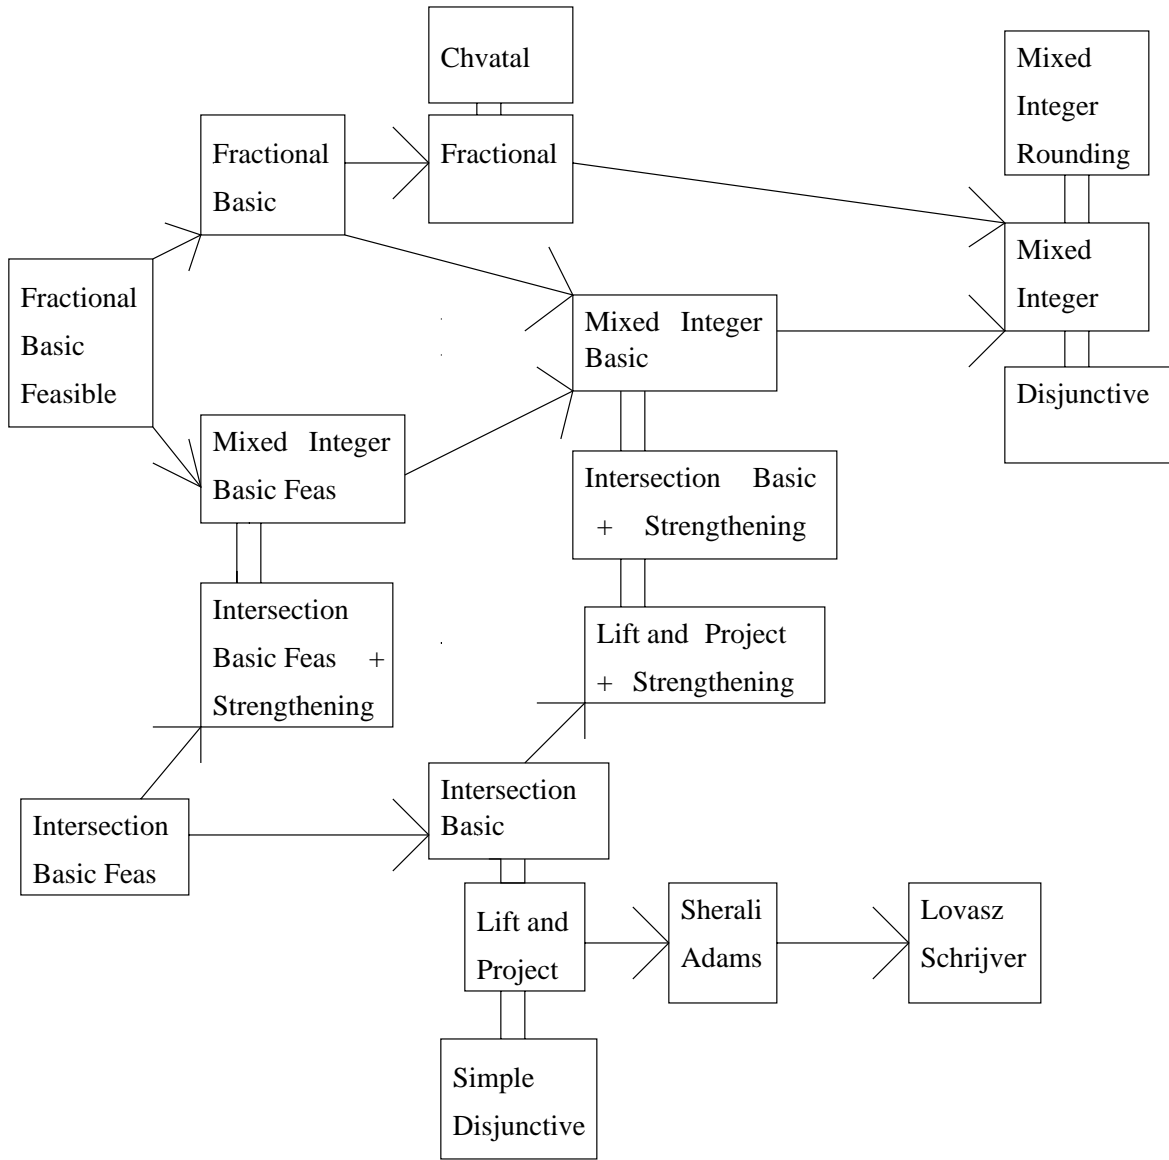 Chvatal
Mixed
Integer
Rounding
Fractional
Basic
Fractional
Mixed
Integer
Fractional
Basic
Feasible
Mixed Integer
Basic
Disjunctive
Mixed Integer
Basic Feas
Intersection Basic
+ Strengthening
Intersection
Basic Feas +
Strengthening
Lift and Project
+ Strengthening
Intersection
Basic Feas
Intersection
Basic
Lift and
Project
Sherali
Adams
Lovasz
Schrijver
Simple
Disjunctive